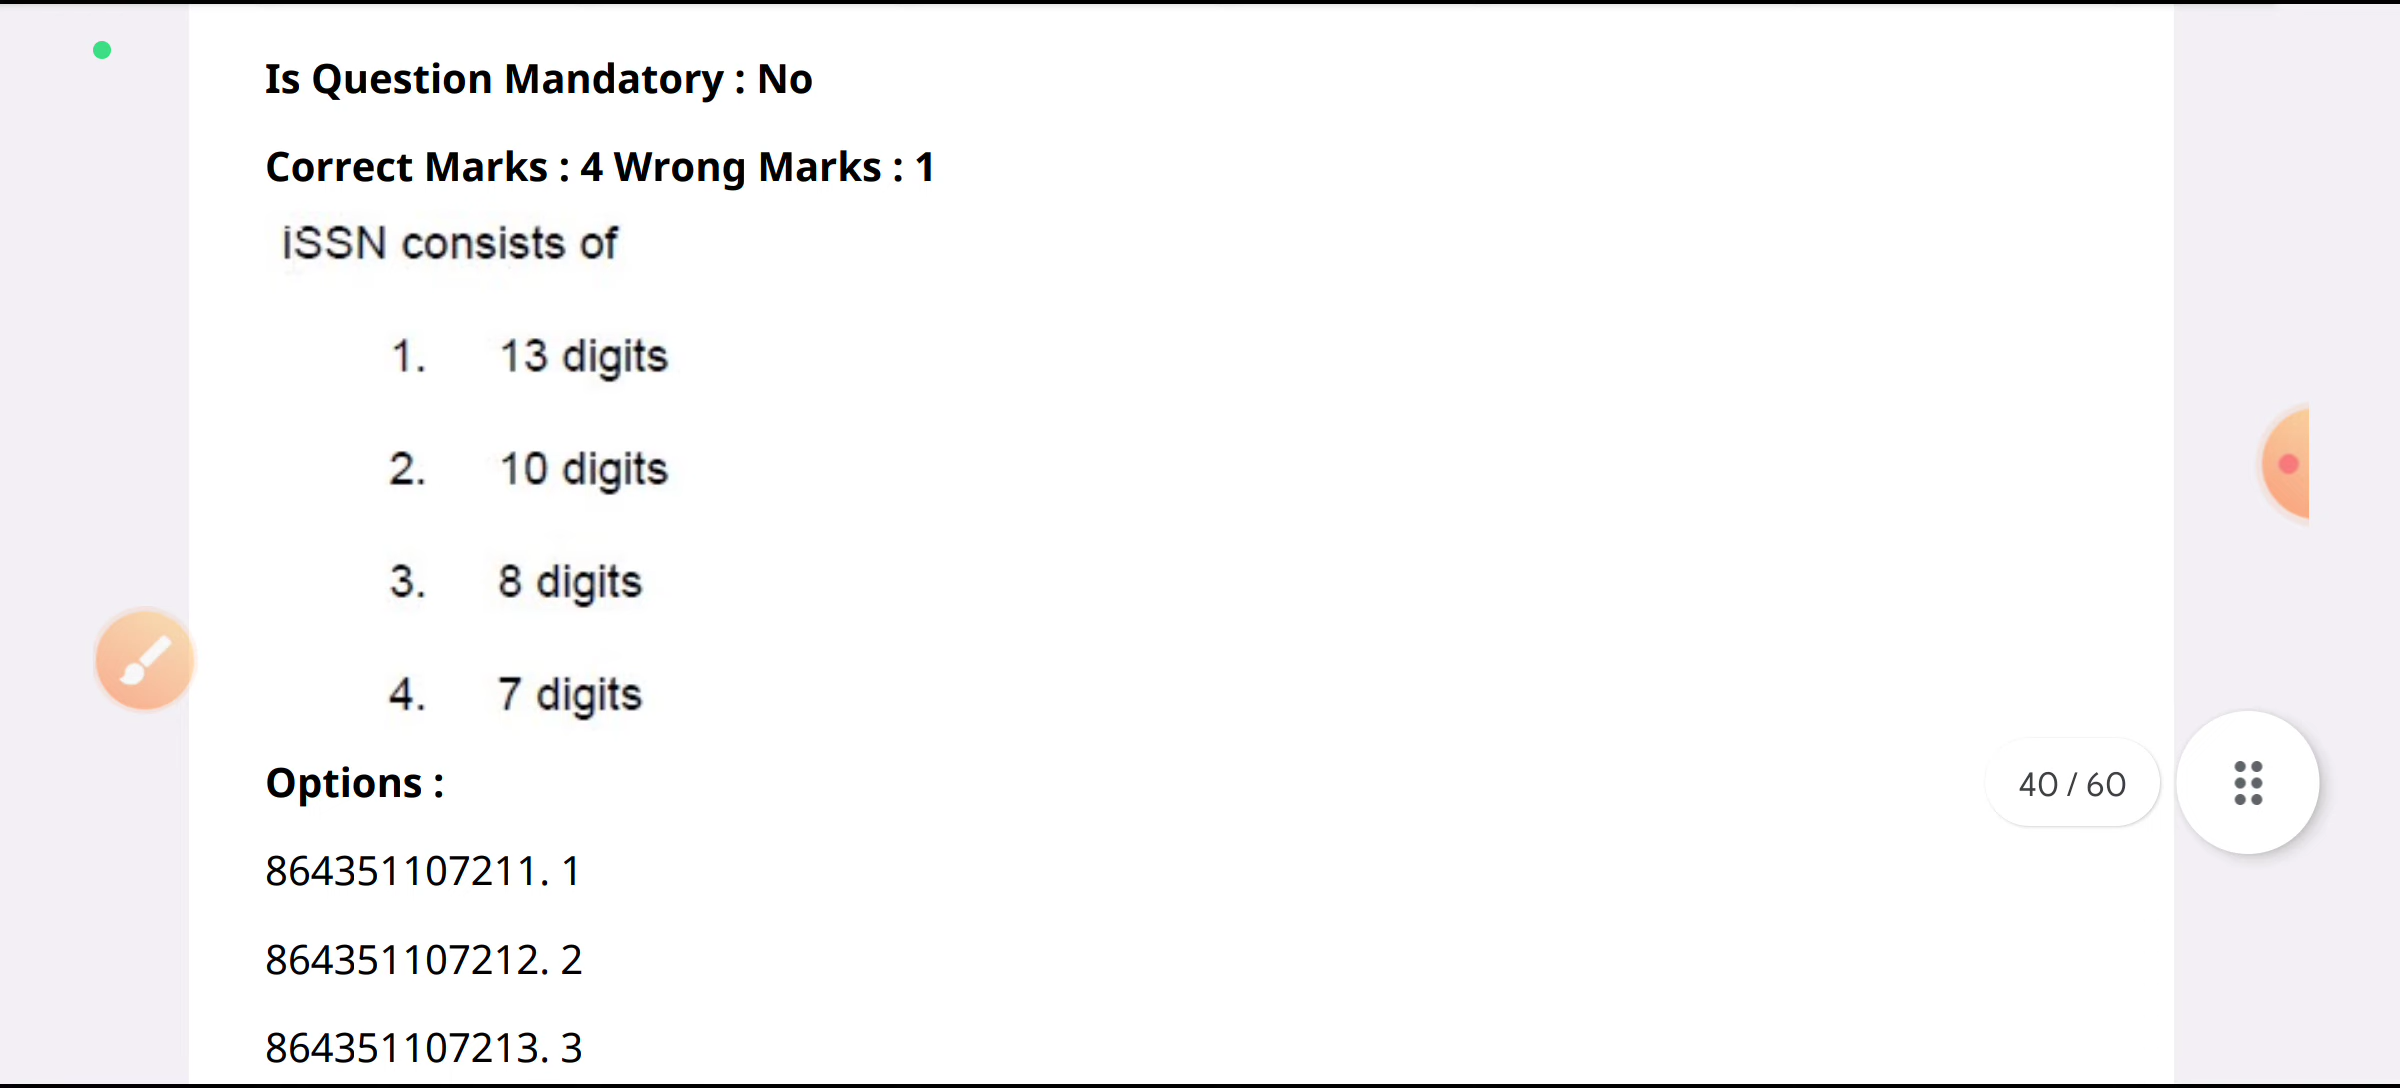 Is Question Mandatory : No
Correct Marks : 4 Wrong Marks : 1
ISSN consists of
1. 13 digits
2. 10 digits
3. 8 digits
4. 7 digits
Options :
40 / 60
864351107211. 1
864351107212. 2
864351107213. 3